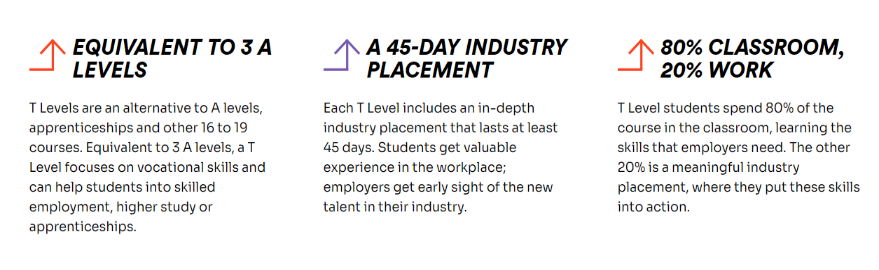 EQUIVALENT TO 3 A
LEVELS
T Levels are an alternative to A levels,
apprenticeships and other 16 to 19
courses. Equivalent to 3 A levels, a T
Level focuses on vocational skills and
can help students into skilled
employment, higher study or
apprenticeships.
A 45-DAY INDUSTRY
PLACEMENT
Each T Level includes an in-depth
industry placement that lasts at least
45 days. Students get valuable
experience in the workplace;
employers get early sight of the new
talent in their industry.
80% CLASSROOM,
20% WORK
T Level students spend 80% of the
course in the classroom, learning the
skills that employers need. The other
20% is a meaningful industry
placement, where they put these skills
into action.